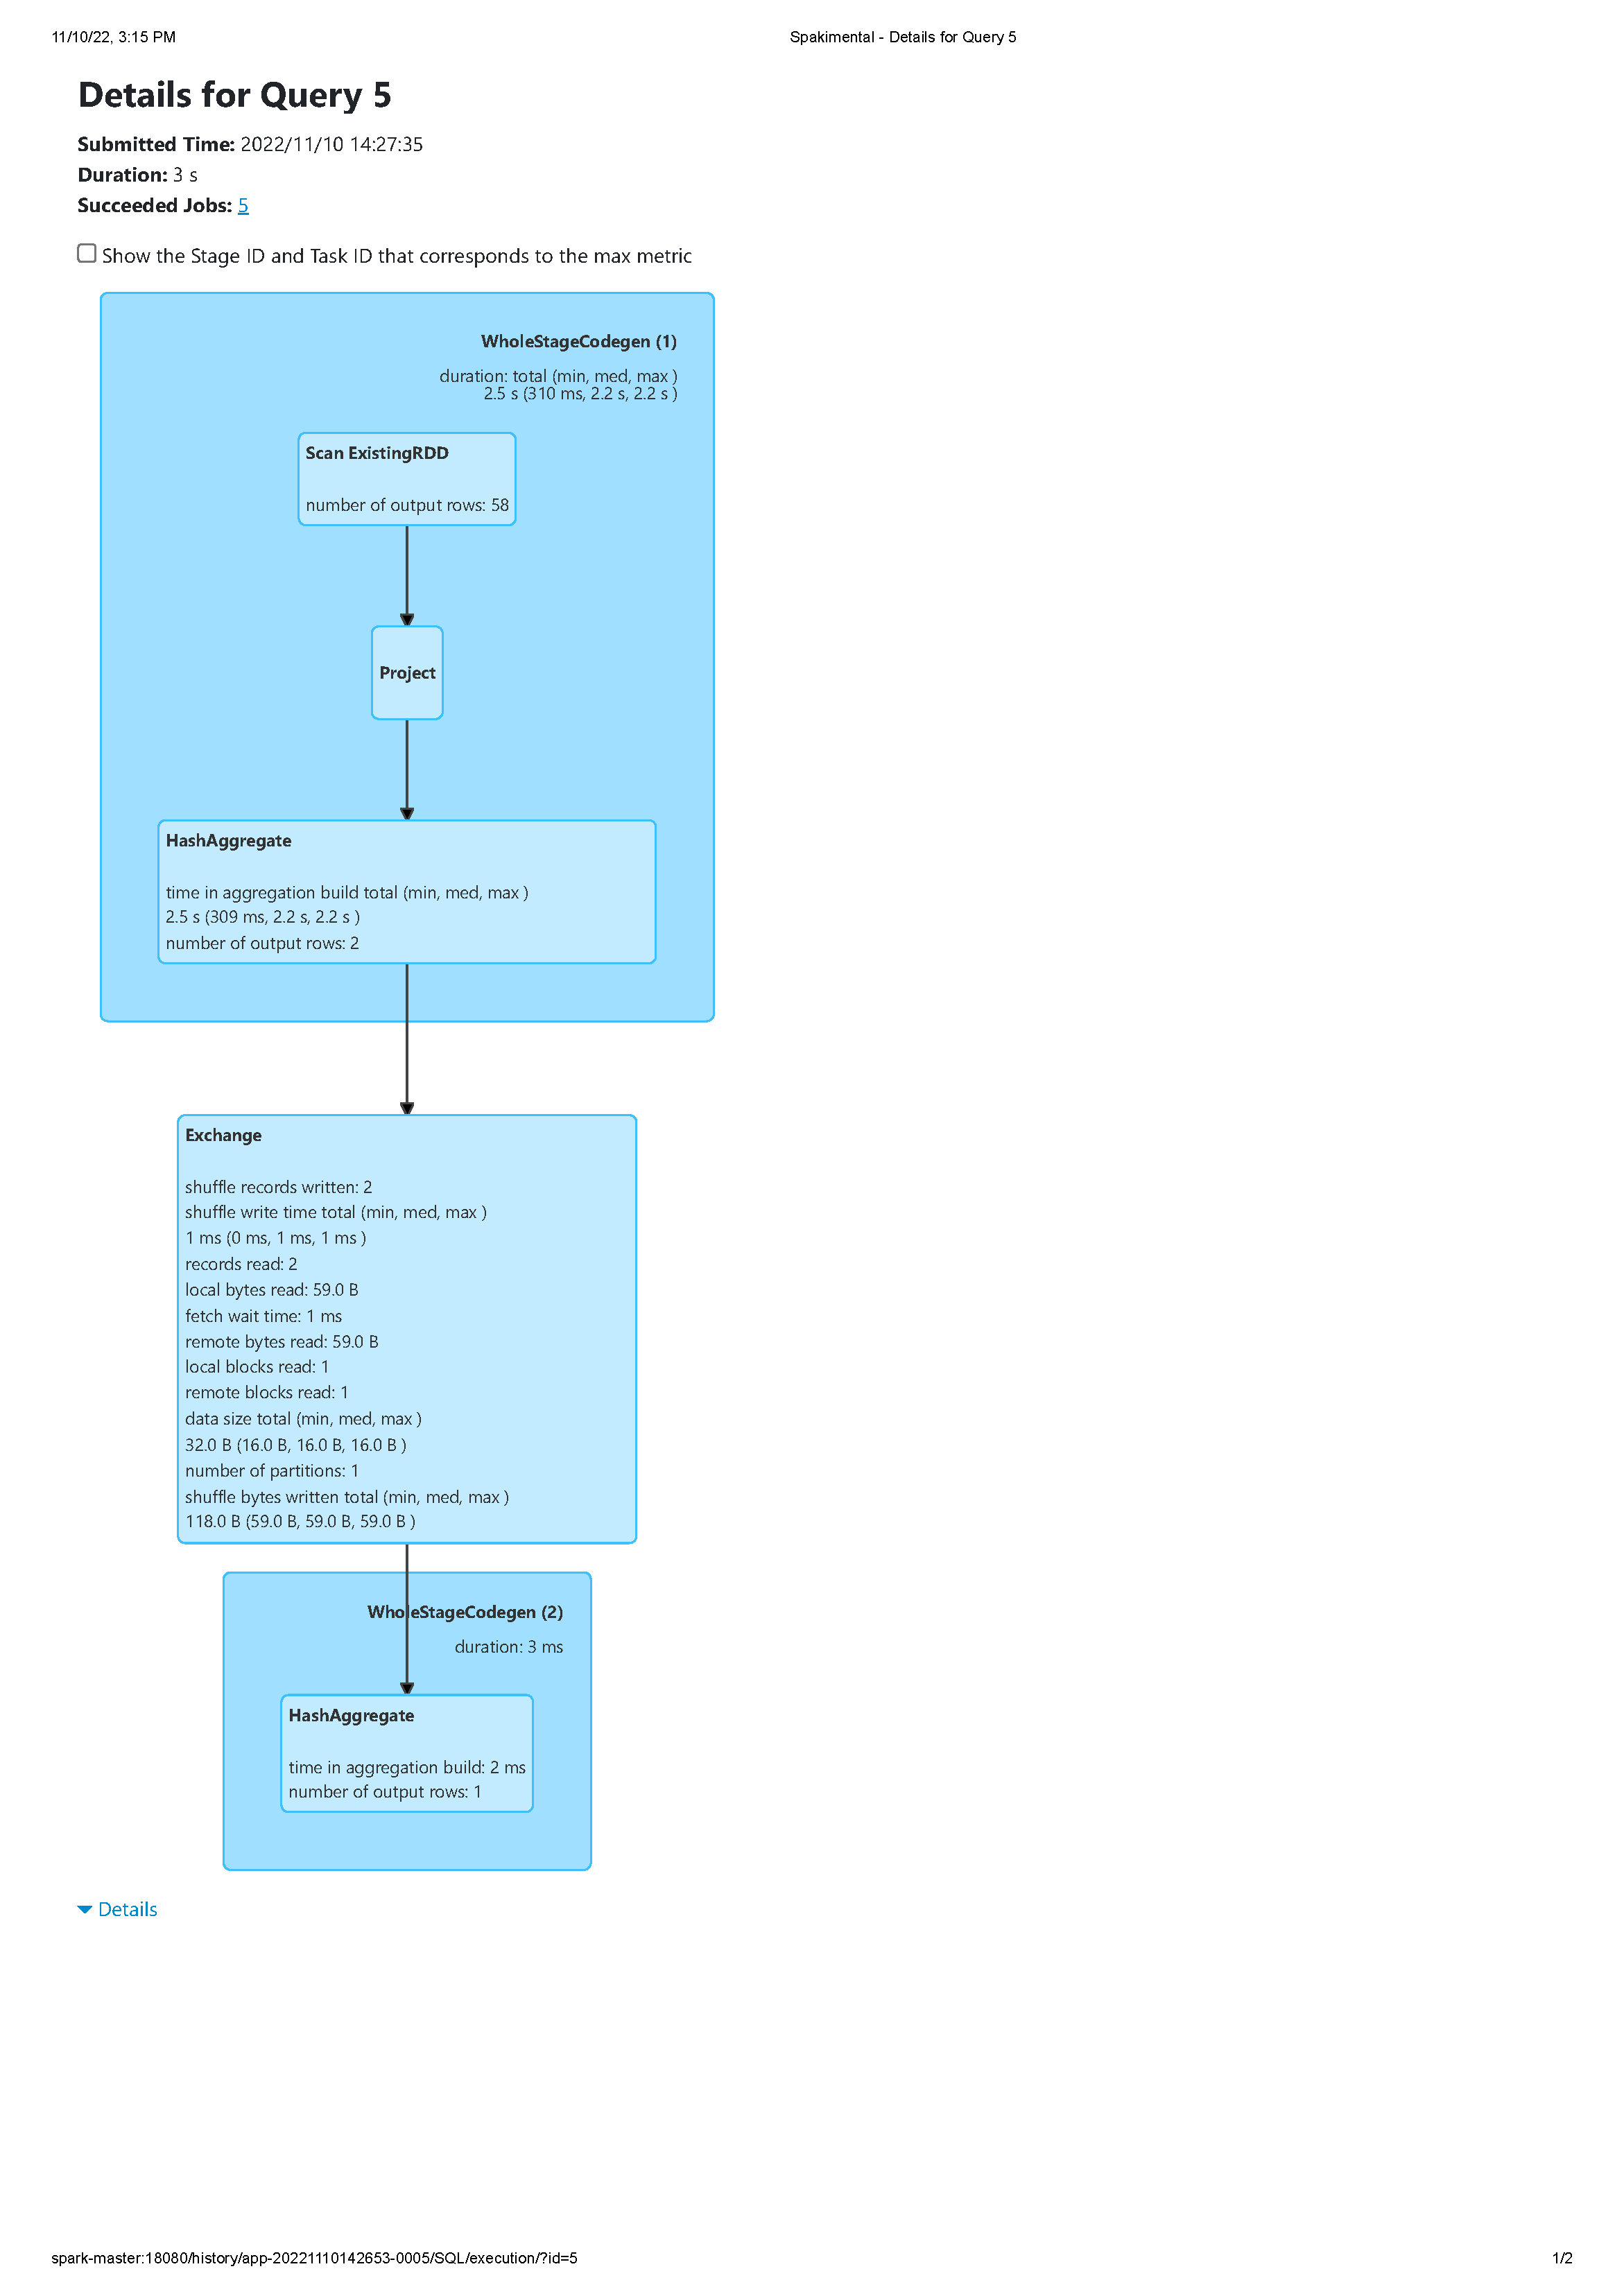 11/10/22, 3:15 PM
Spakimental - Details for Query 5
Details for Query 5
Submitted Time: 2022/11/10 14:27:35
Duration: 3 s
Succeeded Jobs: 5
Show the Stage ID and Task ID that corresponds to the max metric
WholeStageCodegen (1)
duration: total (min, med, max )
2.5 s (310 ms, 2.2 s, 2.2 s )
Scan ExistingRDD
number of output rows: 58
Project
HashAggregate
time in aggregation build total (min, med, max )
2.5 s (309 ms, 2.2 s, 2.2 s )
number of output rows: 2
Exchange
shuffle records written: 2
shuffle write time total (min, med, max )
1 ms (0 ms, 1 ms, 1 ms )
records read: 2
local bytes read: 59.0 B
fetch wait time: 1 ms
remote bytes read: 59.0 B
local blocks read: 1
remote blocks read: 1
data size total (min, med, max )
32.0 B (16.0 B, 16.0 B, 16.0 B )
number of partitions: 1
shuffle bytes written total (min, med, max )
118.0 B (59.0 B, 59.0 B, 59.0 B )
WholeStageCodegen (2)
duration: 3 ms
HashAggregate
time in aggregation build: 2 ms
number of output rows: 1
Details
spark-master:18080/history/app-20221110142653-0005/SQL/execution/?id=5
1/2